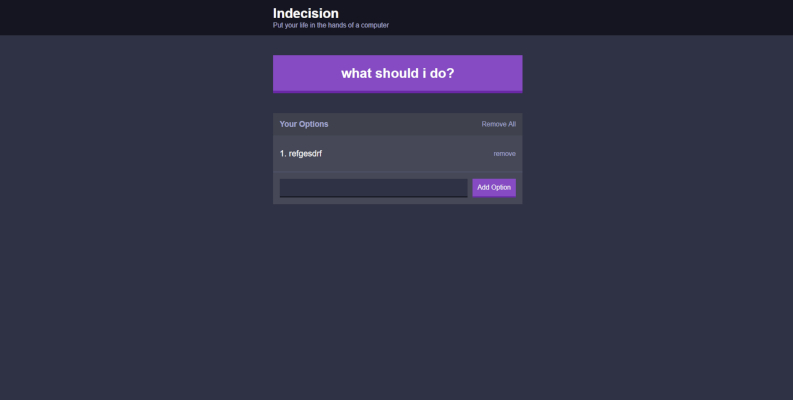 Indecision
Put your life in the hands of a computer
what should i do?
Your Options
Remove All
1. refgesdrf
remove
Add Option